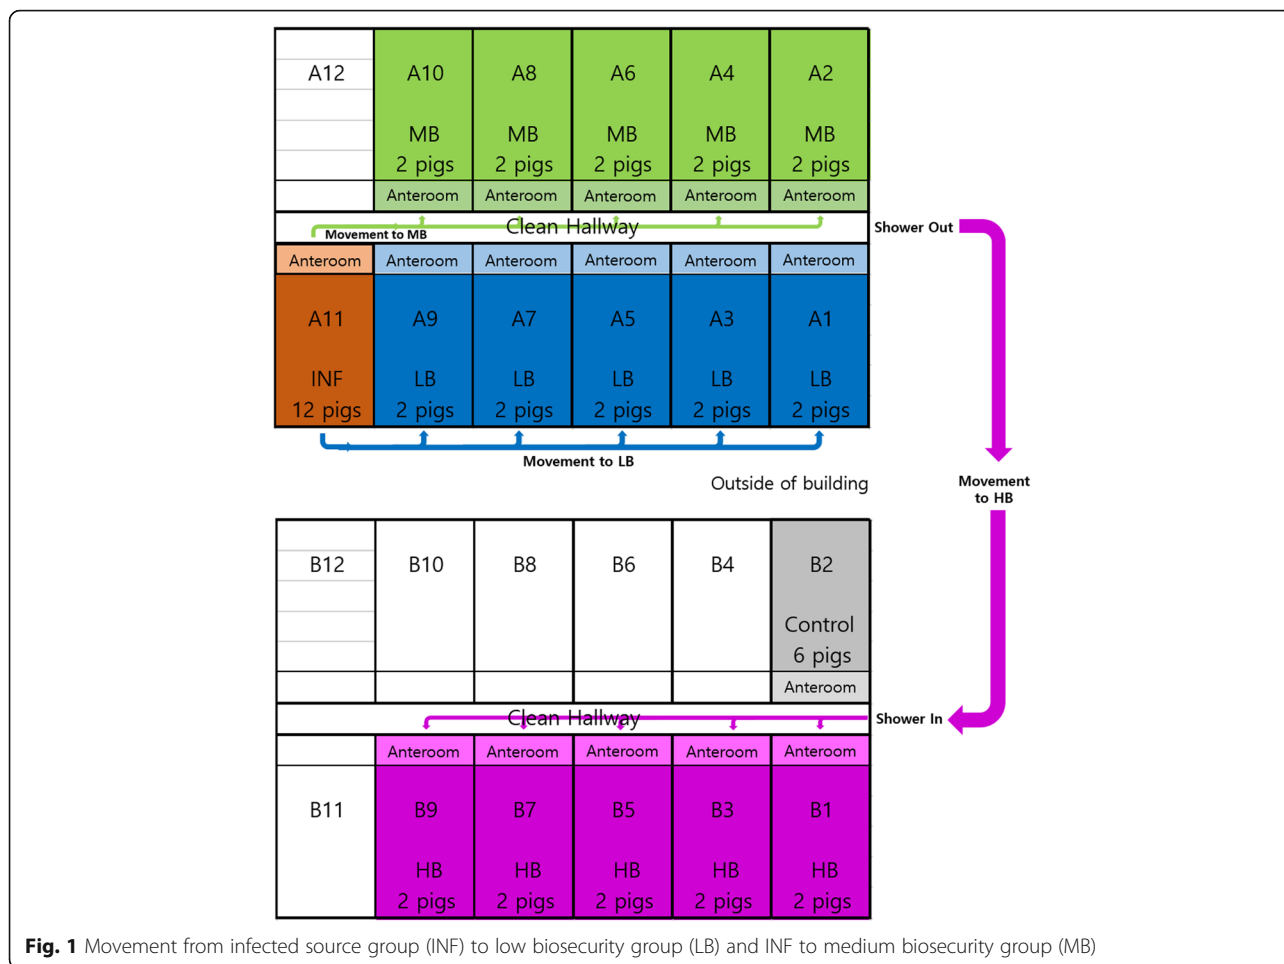 A12 A10 A8 A6 A4 A2
MB MB MB MB MB
2 pigs 2 pigs 2 pigs 2 pigs 2 pigs
Anteroom Anteroom Anteroom Anteroom Anteroom
Clean Hallway Shower Out
Movement to MB
Anteroom Anteroom Anteroom Anteroom Anteroom Anteroom
A11 A9 A7 A5 A3 A1
INF LB LB LB LB LB
12 pigs 2 pigs 2 pigs 2 pigs 2 pigs 2 pigs
Movement to LB
Outside of building
Movement
to HB
B12 B10 B8 B6 B4 B2
Control
6 pigs
Anteroom
Clean Hallway Shower In
Anteroom Anteroom Anteroom Anteroom Anteroom
B11 B9 B7 B5 B3 B1
HB HB HB HB HB
2 pigs 2 pigs 2 pigs 2 pigs 2 pigs
Fig. 1 Movement from infected source group (INF) to low biosecurity group (LB) and INF to medium biosecurity group (MB)